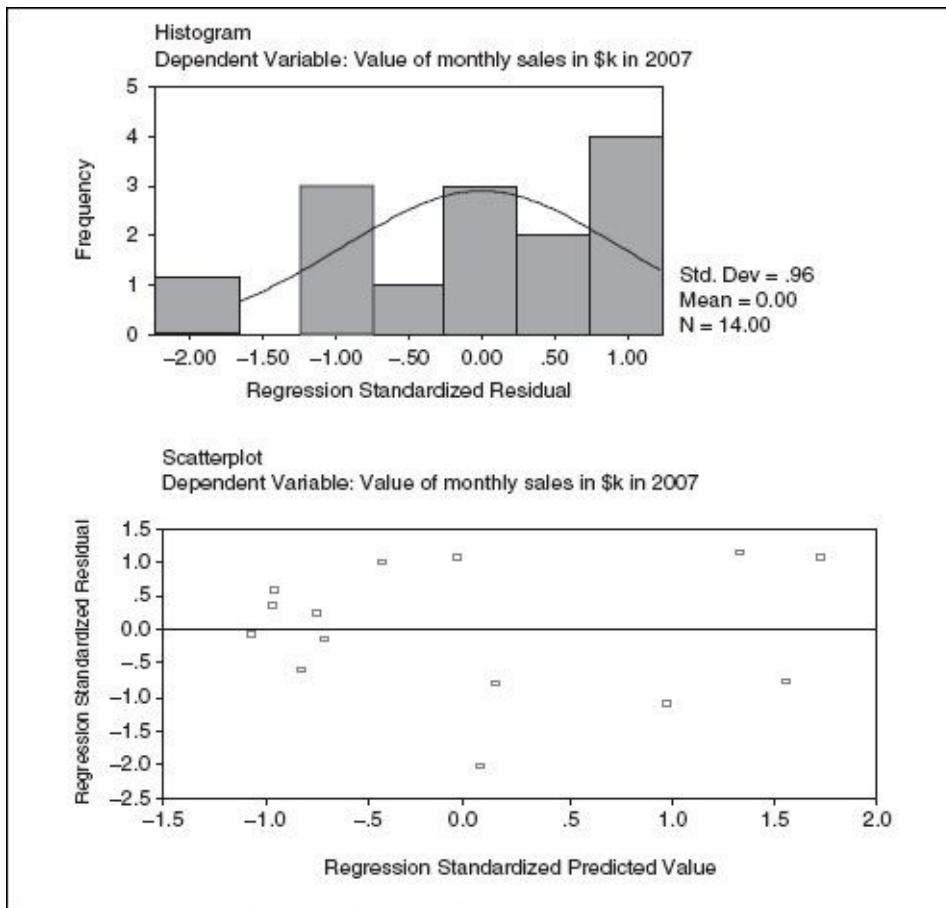 Histogram
Dependent Variable: Value of monthly sales in $k in 2007
5
4
3
2
1
0
Frequency
–2.00 –1.50 –1.00 –.50 0.00 .50 1.00
Regression Standardized Residual
Std. Dev = .96
Mean = 0.00
N = 14.00
Scatterplot
Dependent Variable: Value of monthly sales in $k in 2007
Regression Standardized Residual
1.5
1.0
.5
0.0
–.5
–1.0
–1.5
–2.0
–2.5
–1.5 –1.0 –.5 0.0 .5 1.0 1.5 2.0
Regression Standardized Predicted Value